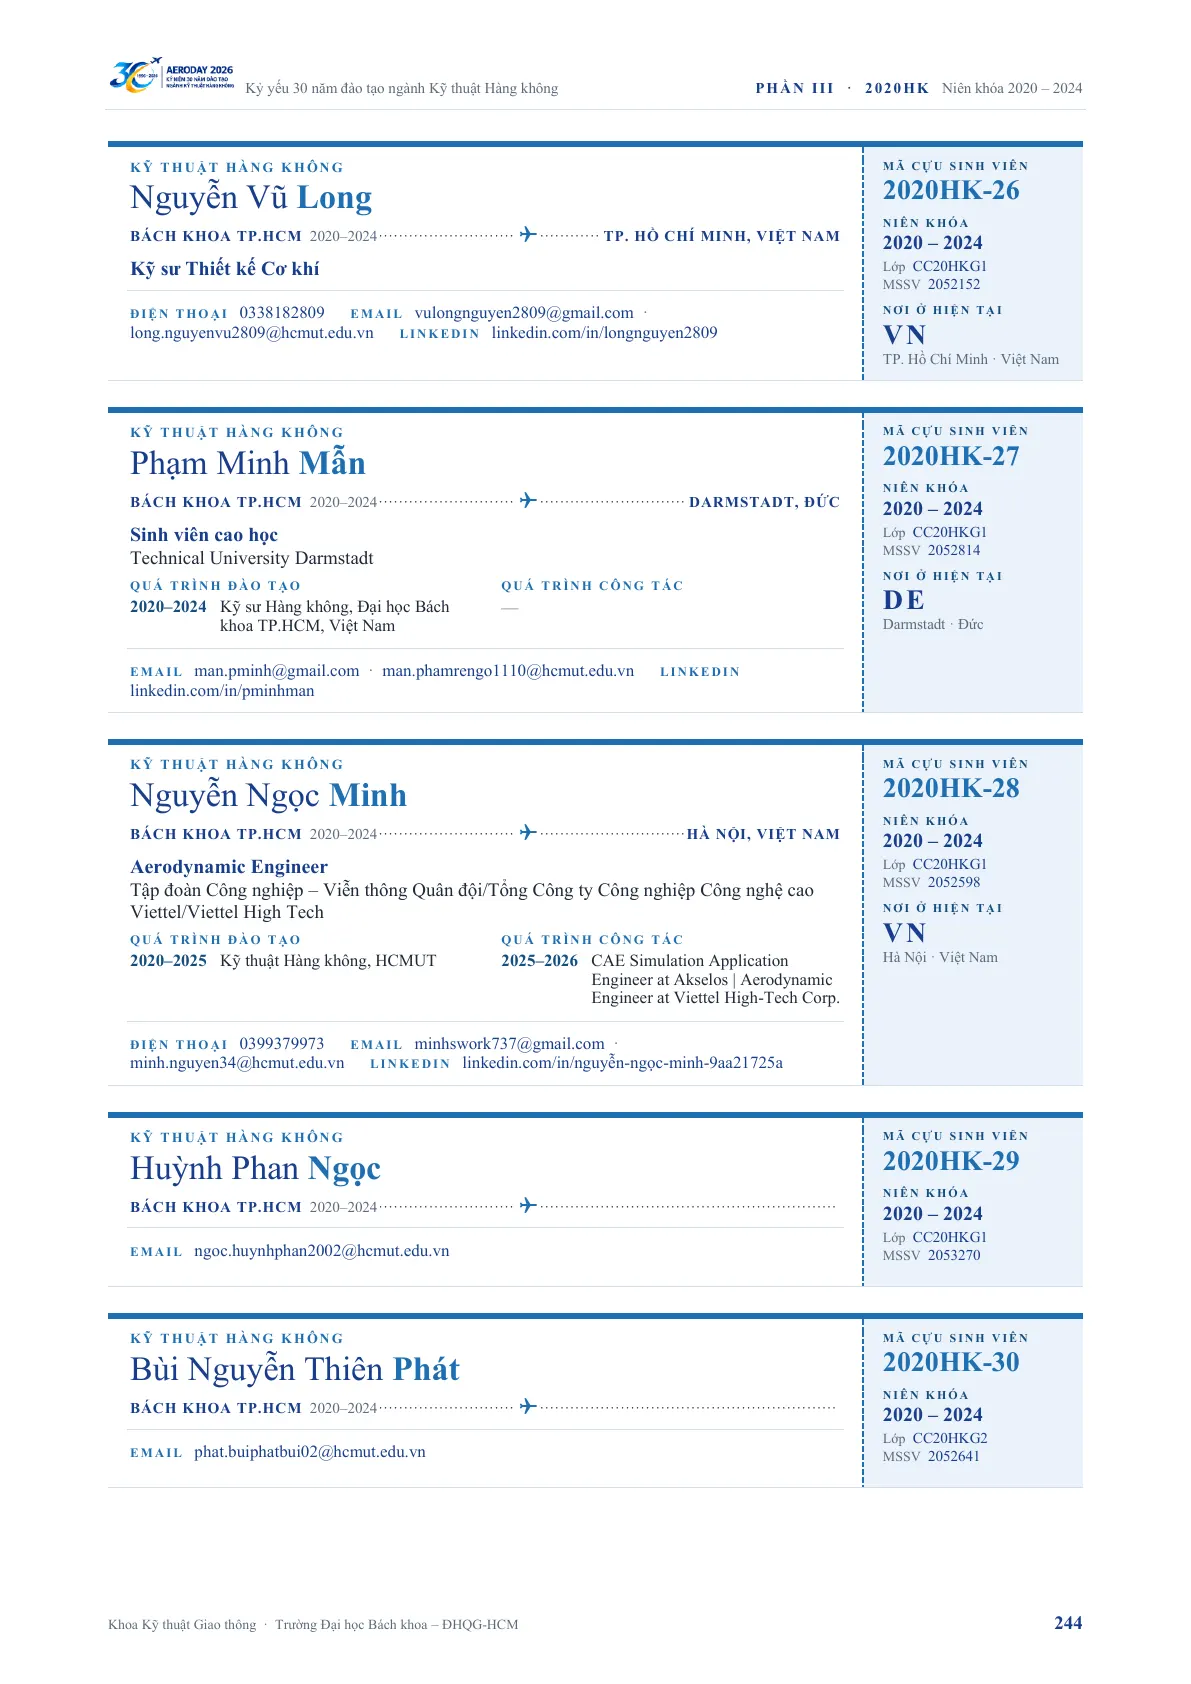 30 1996 - 2026 AERODAY 2026
KỶ NIỆM 30 NĂM ĐÀO TẠO
NGÀNH KỸ THUẬT HÀNG KHÔNG
Kỷ yếu 30 năm đào tạo ngành Kỹ thuật Hàng không
PHẦN III · 2020HK Niên khóa 2020 – 2024
KỸ THUẬT HÀNG KHÔNG
Nguyễn Vũ Long
BÁCH KHOA TP.HCM 2020–2024 TP. HỒ CHÍ MINH, VIỆT NAM
Kỹ sư Thiết kế Cơ khí
ĐIỆN THOẠI 0338182809 EMAIL vulongnguyen2809@gmail.com ·
long.nguyenvu2809@hcmut.edu.vn LINKEDIN linkedin.com/in/longnguyen2809
MÃ CỰU SINH VIÊN
2020HK-26
NIÊN KHÓA
2020 – 2024
Lớp CC20HKG1
MSSV 2052152
NƠI Ở HIỆN TẠI
VN
TP. Hồ Chí Minh · Việt Nam
KỸ THUẬT HÀNG KHÔNG
Phạm Minh Mẫn
BÁCH KHOA TP.HCM 2020–2024 DARMSTADT, ĐỨC
Sinh viên cao học
Technical University Darmstadt
QUÁ TRÌNH ĐÀO TẠO
2020–2024 Kỹ sư Hàng không, Đại học Bách
khoa TP.HCM, Việt Nam
QUÁ TRÌNH CÔNG TÁC
—
EMAIL man.pminh@gmail.com · man.phamrengo1110@hcmut.edu.vn LINKEDIN
linkedin.com/in/pminhman
MÃ CỰU SINH VIÊN
2020HK-27
NIÊN KHÓA
2020 – 2024
Lớp CC20HKG1
MSSV 2052814
NƠI Ở HIỆN TẠI
DE
Darmstadt · Đức
KỸ THUẬT HÀNG KHÔNG
Nguyễn Ngọc Minh
BÁCH KHOA TP.HCM 2020–2024 HÀ NỘI, VIỆT NAM
Aerodynamic Engineer
Tập đoàn Công nghiệp – Viễn thông Quân đội/Tổng Công ty Công nghiệp Công nghệ cao
Viettel/Viettel High Tech
QUÁ TRÌNH ĐÀO TẠO
2020–2025 Kỹ thuật Hàng không, HCMUT
QUÁ TRÌNH CÔNG TÁC
2025–2026 CAE Simulation Application
Engineer at Akselos | Aerodynamic
Engineer at Viettel High-Tech Corp.
ĐIỆN THOẠI 0399379973 EMAIL minhswork737@gmail.com ·
minh.nguyen34@hcmut.edu.vn LINKEDIN linkedin.com/in/nguyễn-ngọc-minh-9aa21725a
MÃ CỰU SINH VIÊN
2020HK-28
NIÊN KHÓA
2020 – 2024
Lớp CC20HKG1
MSSV 2052598
NƠI Ở HIỆN TẠI
VN
Hà Nội · Việt Nam
KỸ THUẬT HÀNG KHÔNG
Huỳnh Phan Ngọc
BÁCH KHOA TP.HCM 2020–2024
EMAIL ngoc.huynhphan2002@hcmut.edu.vn
MÃ CỰU SINH VIÊN
2020HK-29
NIÊN KHÓA
2020 – 2024
Lớp CC20HKG1
MSSV 2053270
KỸ THUẬT HÀNG KHÔNG
Bùi Nguyễn Thiên Phát
BÁCH KHOA TP.HCM 2020–2024
EMAIL phat.buiphatbui02@hcmut.edu.vn
MÃ CỰU SINH VIÊN
2020HK-30
NIÊN KHÓA
2020 – 2024
Lớp CC20HKG2
MSSV 2052641
Khoa Kỹ thuật Giao thông · Trường Đại học Bách khoa – ĐHQG-HCM
244